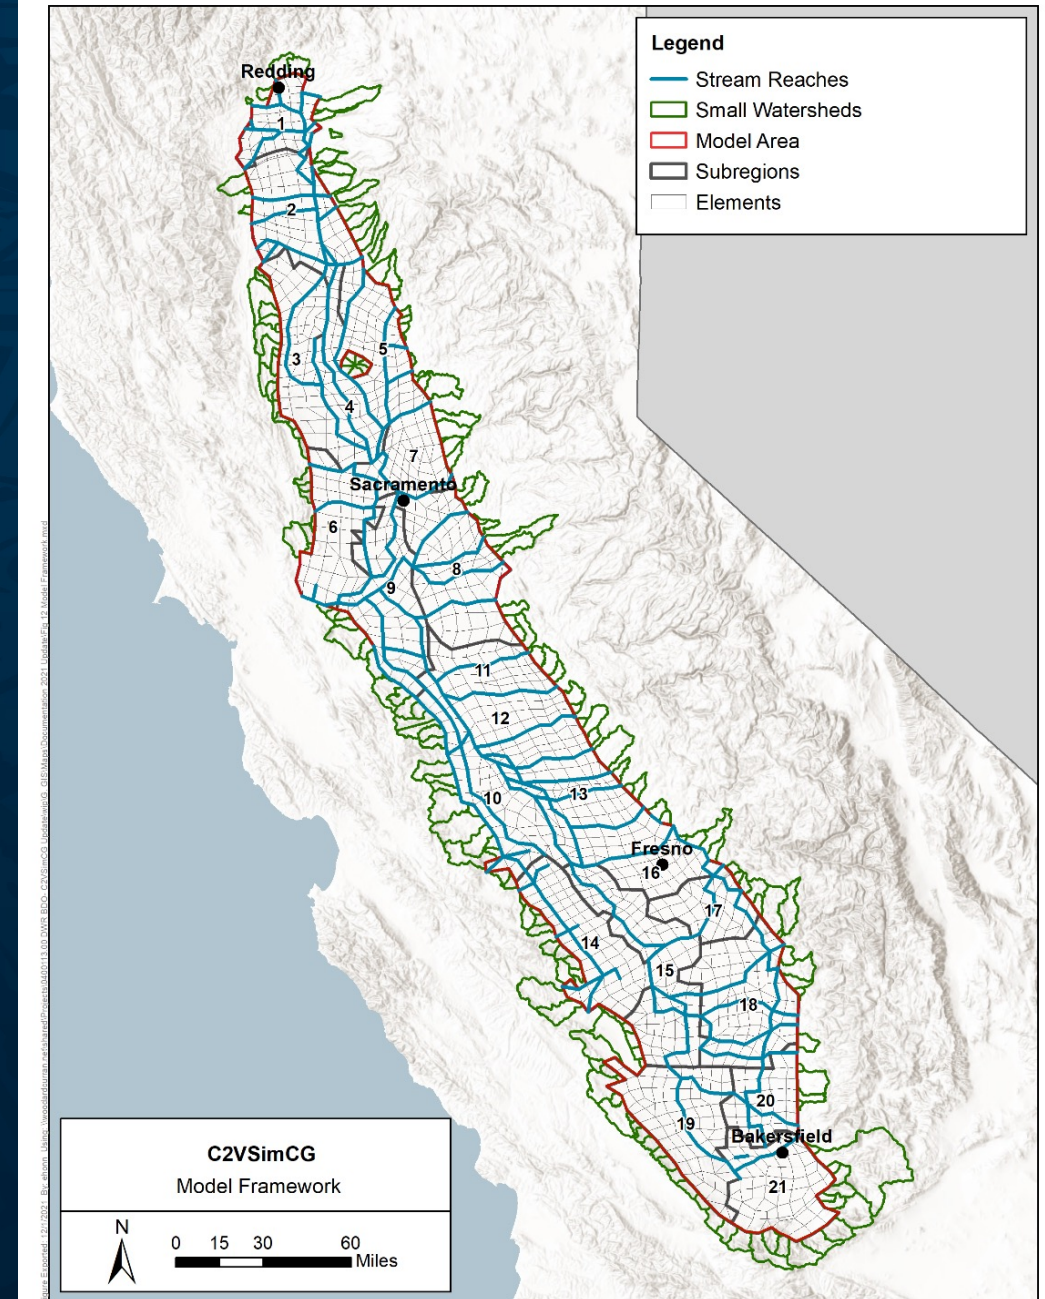 Legend
Stream Reaches
Small Watersheds
Model Area
Subregions
Elements
Redding
1
2
3
5
4
7
Sacramento
6
8
9
11
12
10
13
Fresno
16
17
14
15
18
20
19
Bakersfield
21
C2VSimCG
Model Framework
N
0 15 30 60
Miles